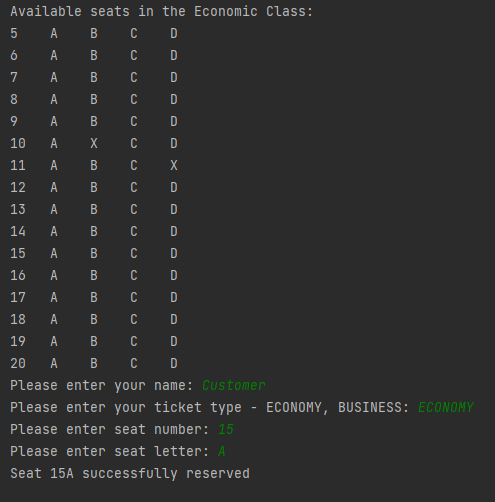 Available seats in the Economic Class:
5 A B C D
6 A B C D
7 A B C D
8 A B C D
9 A B C D
10 A X C D
11 A B C X
12 A B C D
13 A B C D
14 A B C D
15 A B C D
16 A B C D
17 A B C D
18 A B C D
19 A B C D
20 A B C D
Please enter your name: Customer
Please enter your ticket type - ECONOMY, BUSINESS: ECONOMY
Please enter seat number: 15
Please enter seat letter: A
Seat 15A successfully reserved